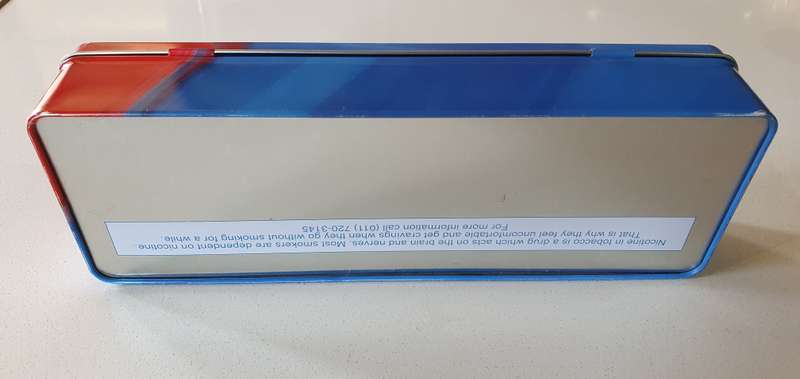 Nicotine in tobacco is a drug which acts on the brain and nerves. Most smokers are dependent on nicotine.
That is why they feel uncomfortable and get cravings when they go without smoking for a while.
For more information call (011) 720-3145